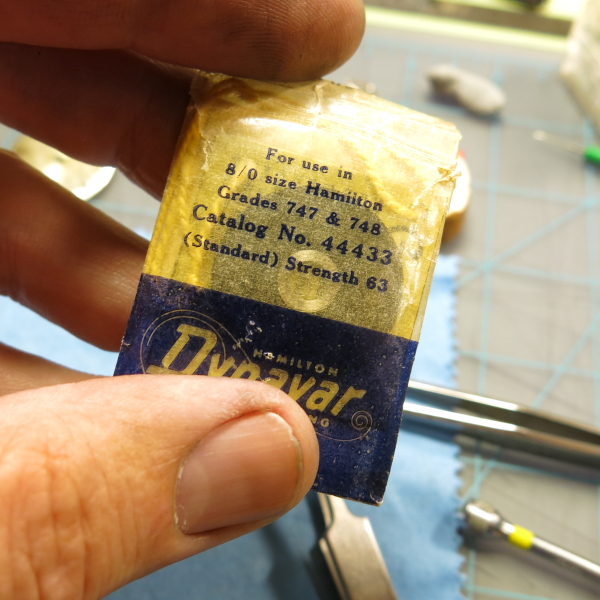 For use in
8/0 size Hamilton
Grades 747 & 748
Catalog No. 44433
(Standard) Strength 63
HAMILTON
Dynavar